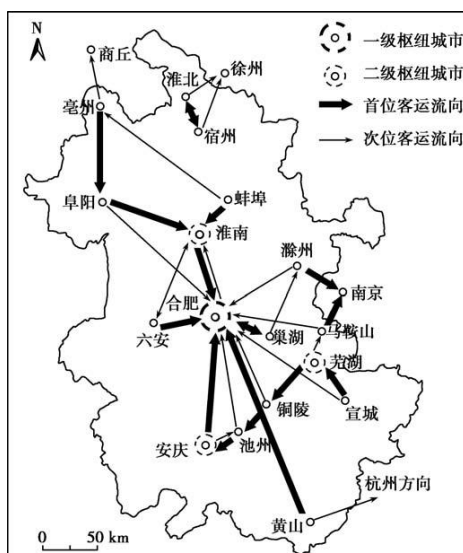 N
商丘
徐州
淮北
亳州
宿州
一级枢纽城市
二级枢纽城市
首位客运流向
次位客运流向
阜阳
蚌埠
淮南
滁州
南京
合肥
六安
巢湖
马鞍山
芜湖
铜陵
宣城
安庆
池州
杭州方向
黄山
0 50 km